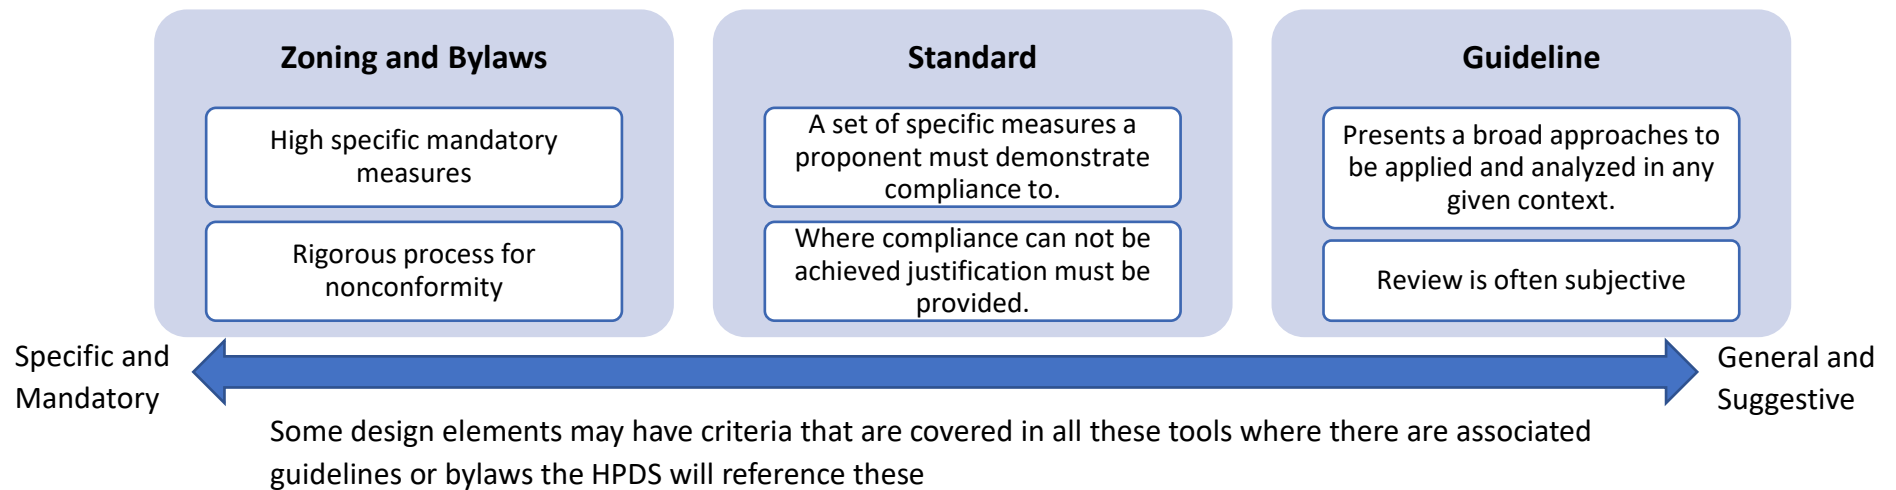 Zoning and Bylaws
High specific mandatory
measures
Rigorous process for
nonconformity
Standard
A set of specific measures a
proponent must demonstrate
compliance to.
Where compliance can not be
achieved justification must be
provided.
Guideline
Presents a broad approaches to
be applied and analyzed in any
given context.
Review is often subjective
Specific and
Mandatory
General and
Suggestive
Some design elements may have criteria that are covered in all these tools where there are associated
guidelines or bylaws the HPDS will reference these